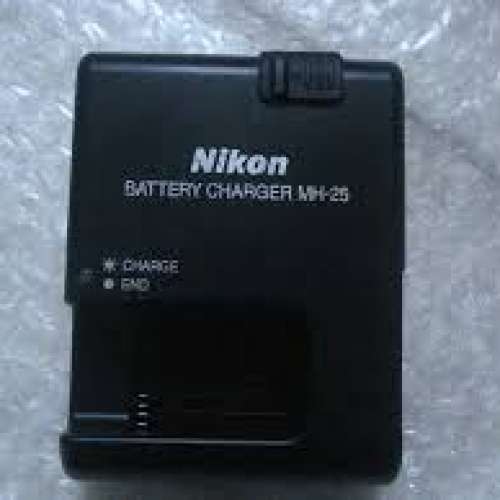 Nikon
BATTERY CHARGER MH-25
CHARGE
END